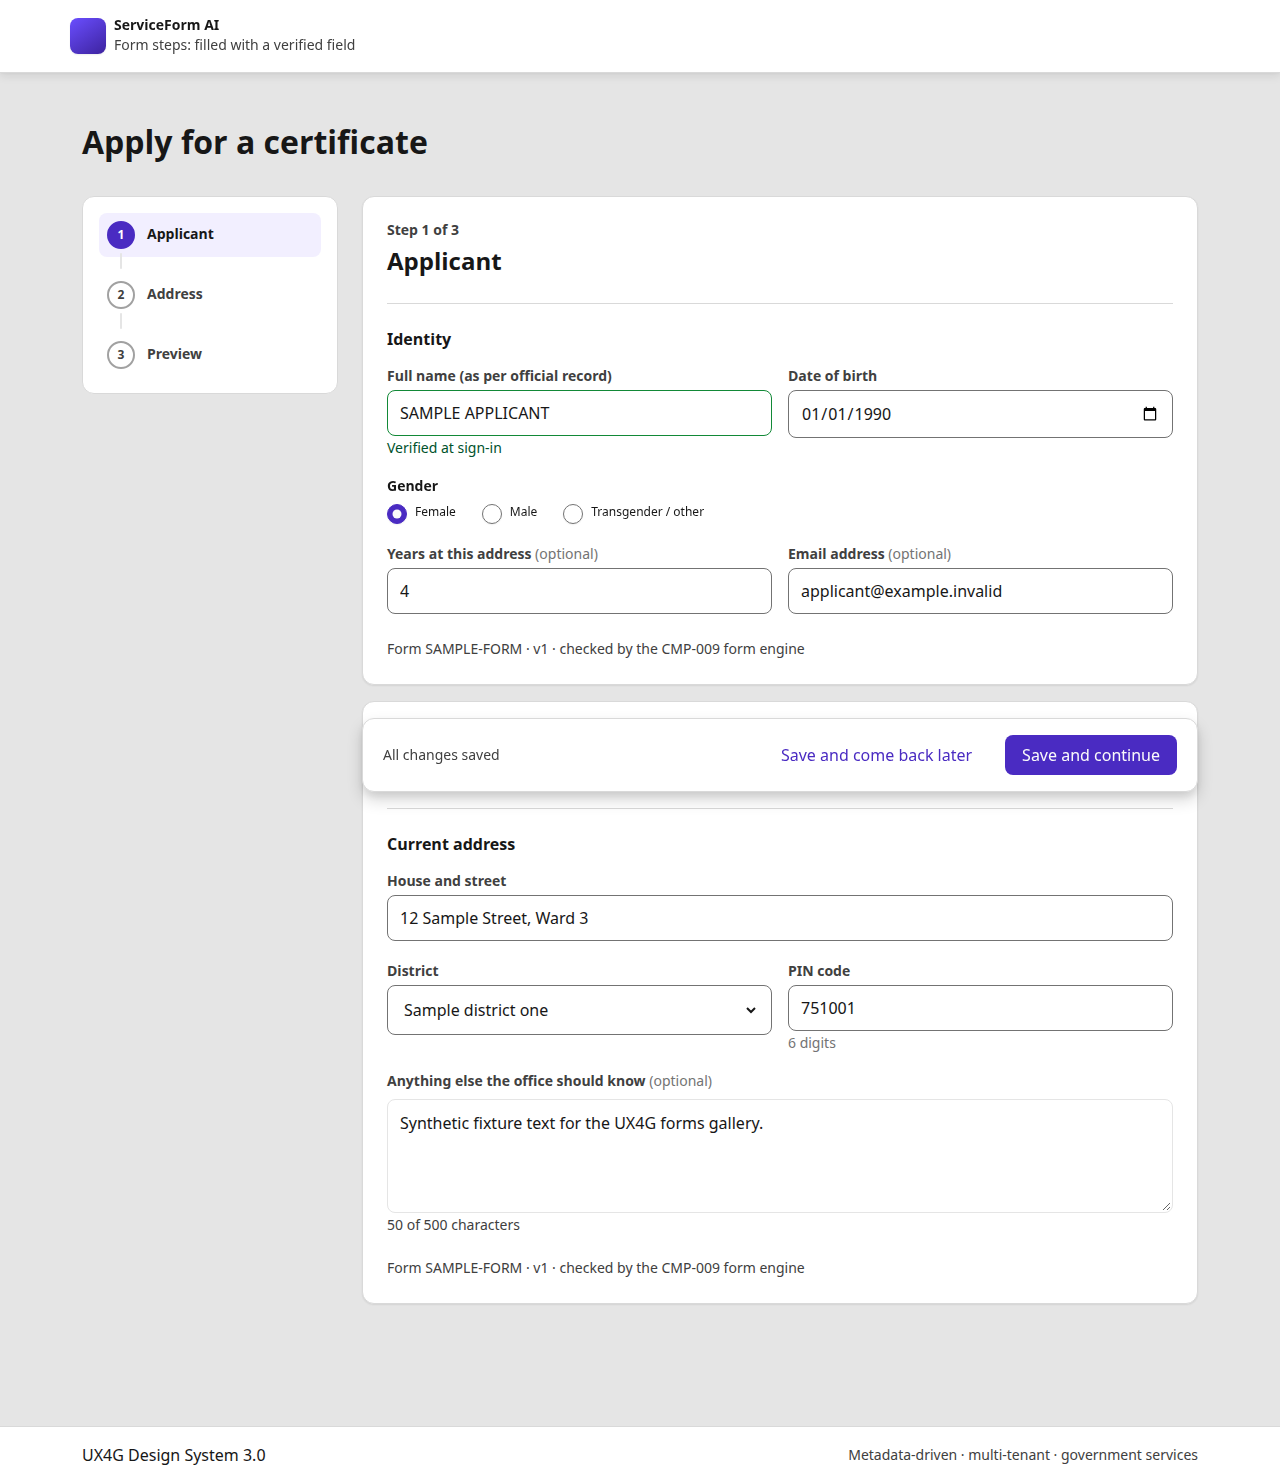 ServiceForm AI
Form steps: filled with a verified field
Apply for a certificate
1 Applicant
2 Address
3 Preview
Step 1 of 3
Applicant
Identity
Full name (as per official record)
SAMPLE APPLICANT
Verified at sign-in
Date of birth
01/01/1990
Gender
Female Male Transgender / other
Years at this address (optional)
4
Email address (optional)
applicant@example.invalid
Form SAMPLE-FORM · v1 · checked by the CMP-009 form engine
All changes saved Save and come back later Save and continue
Current address
House and street
12 Sample Street, Ward 3
District
Sample district one
PIN code
751001
6 digits
Anything else the office should know (optional)
Synthetic fixture text for the UX4G forms gallery.
50 of 500 characters
Form SAMPLE-FORM · v1 · checked by the CMP-009 form engine
UX4G Design System 3.0 Metadata-driven · multi-tenant · government services